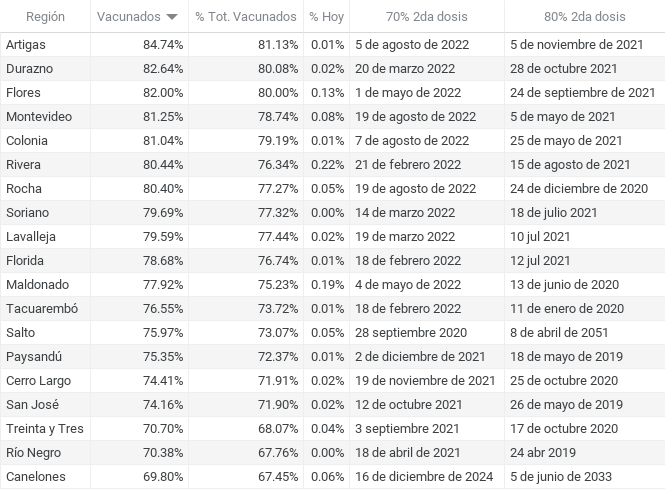 Región Vacunados % Tot. Vacunados % Hoy 70% 2da dosis 80% 2da dosis
Artigas 84.74% 81.13% 0.01% 5 de agosto de 2022 5 de noviembre de 2021
Durazno 82.64% 80.08% 0.02% 20 de marzo 2022 28 de octubre 2021
Flores 82.00% 80.00% 0.13% 1 de mayo de 2022 24 de septiembre de 2021
Montevideo 81.25% 78.74% 0.08% 19 de agosto de 2022 5 de mayo de 2021
Colonia 81.04% 79.19% 0.01% 7 de agosto de 2022 25 de mayo de 2021
Rivera 80.44% 76.34% 0.22% 21 de febrero 2022 15 de agosto de 2021
Rocha 80.40% 77.27% 0.05% 19 de agosto de 2022 24 de diciembre de 2020
Soriano 79.69% 77.32% 0.00% 14 de marzo 2022 18 de julio 2021
Lavalleja 79.59% 77.44% 0.02% 19 de marzo 2022 10 jul 2021
Florida 78.68% 76.74% 0.01% 18 de febrero 2022 12 jul 2021
Maldonado 77.92% 75.23% 0.19% 4 de mayo de 2022 13 de junio de 2020
Tacuarembó 76.55% 73.72% 0.01% 18 de febrero 2022 11 de enero de 2020
Salto 75.97% 73.07% 0.05% 28 septiembre 2020 8 de abril de 2051
Paysandú 75.35% 72.37% 0.01% 2 de diciembre de 2021 18 de mayo de 2019
Cerro Largo 74.41% 71.91% 0.02% 19 de noviembre de 2021 25 de octubre 2020
San José 74.16% 71.90% 0.02% 12 de octubre 2021 26 de mayo de 2019
Treinta y Tres 70.70% 68.07% 0.04% 3 septiembre 2021 17 de octubre 2020
Río Negro 70.38% 67.76% 0.00% 18 de abril de 2021 24 abr 2019
Canelones 69.80% 67.45% 0.06% 16 de diciembre de 2024 5 de junio de 2033